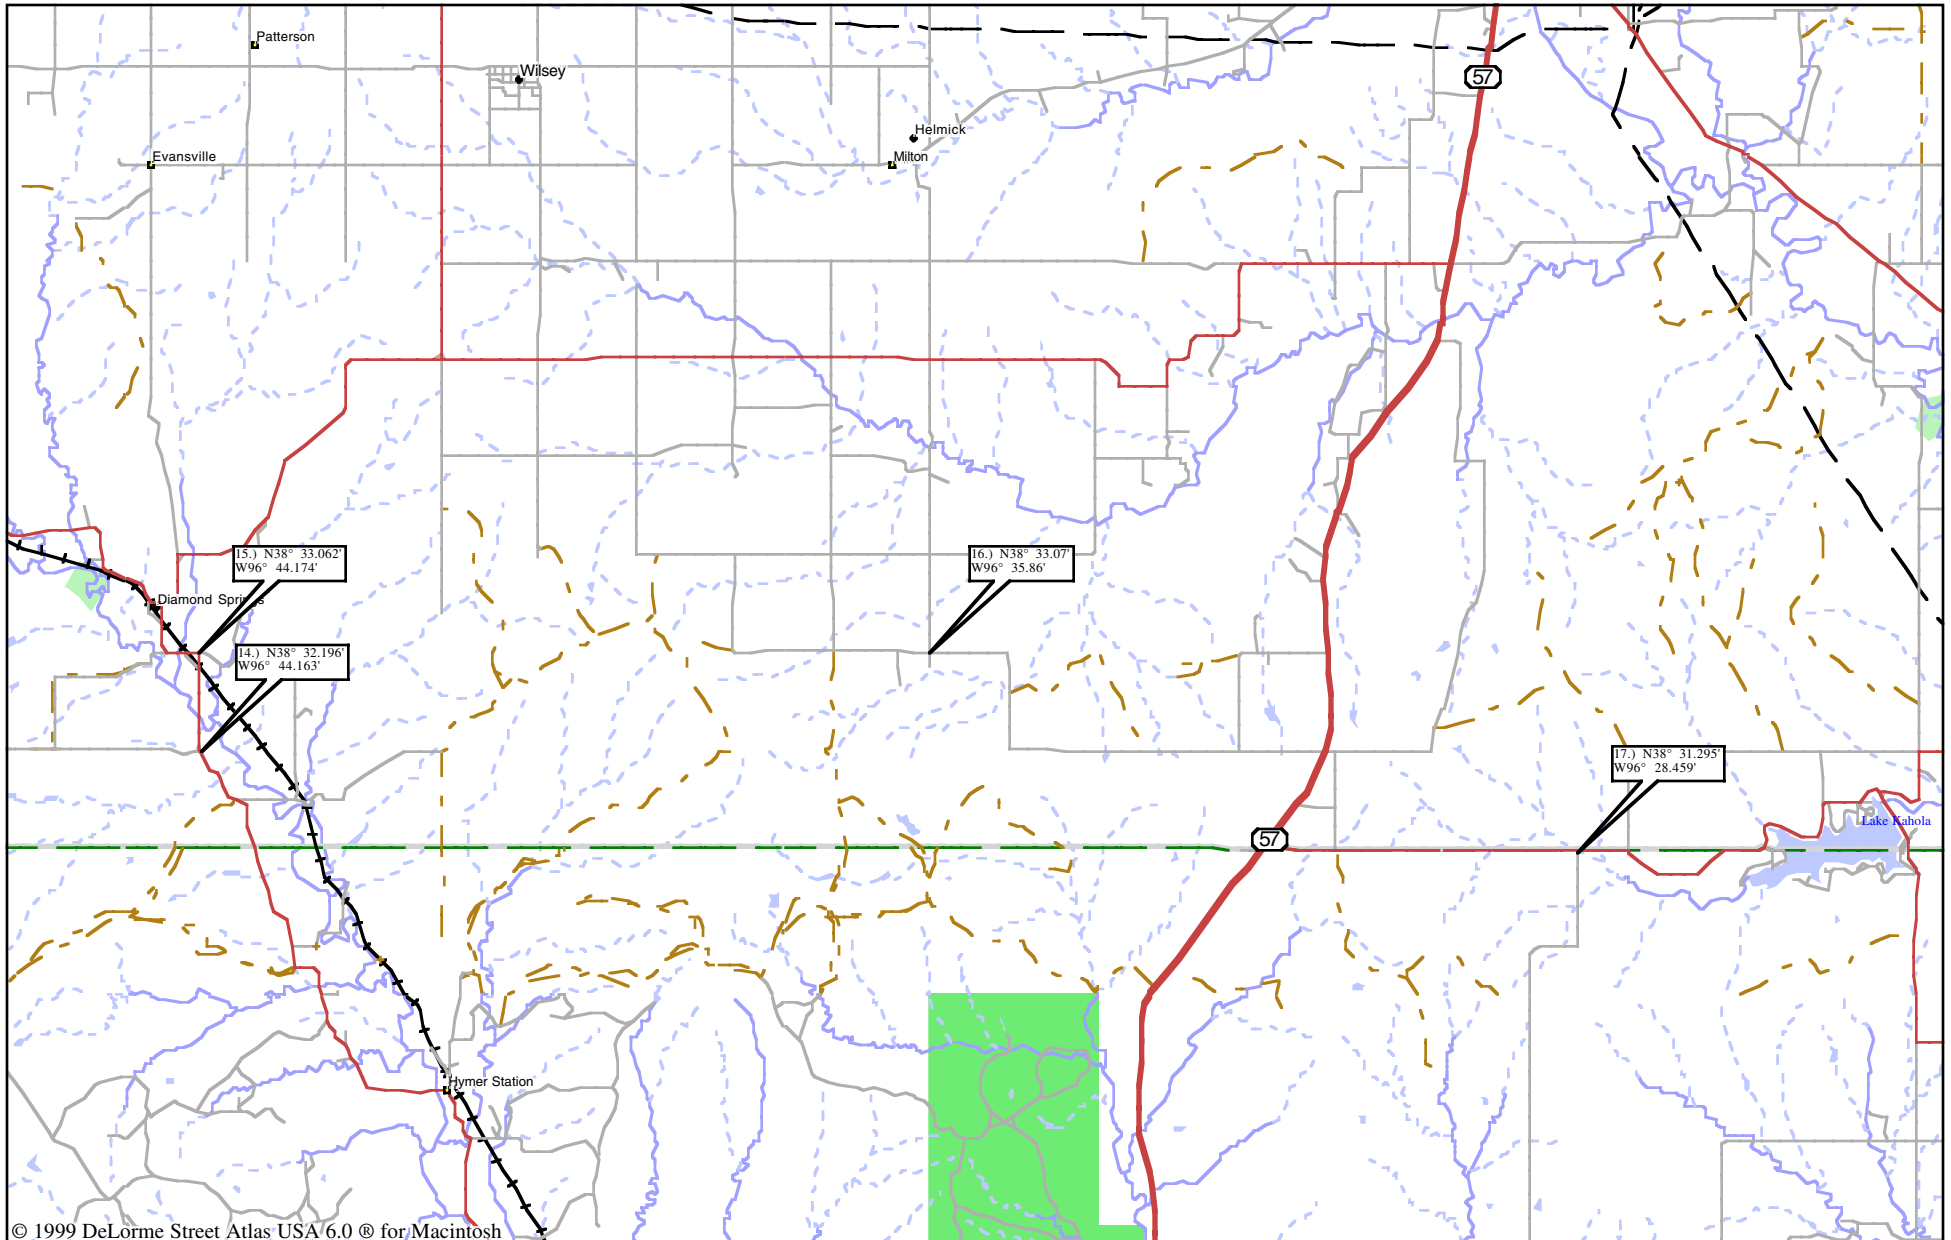 Patterson
Wilsey
57
Helmick
Evansville
Milton
15.) N38° 33.062'
W96° 44.174'
16.) N38° 33.07'
W96° 35.86'
Diamond Springs
14.) N38° 32.196'
W96° 44.163'
17.) N38° 31.295'
W96° 28.459'
Lake Kahola
57
Hymer Station
© 1999 DeLorme Street Atlas USA 6.0 ® for Macintosh